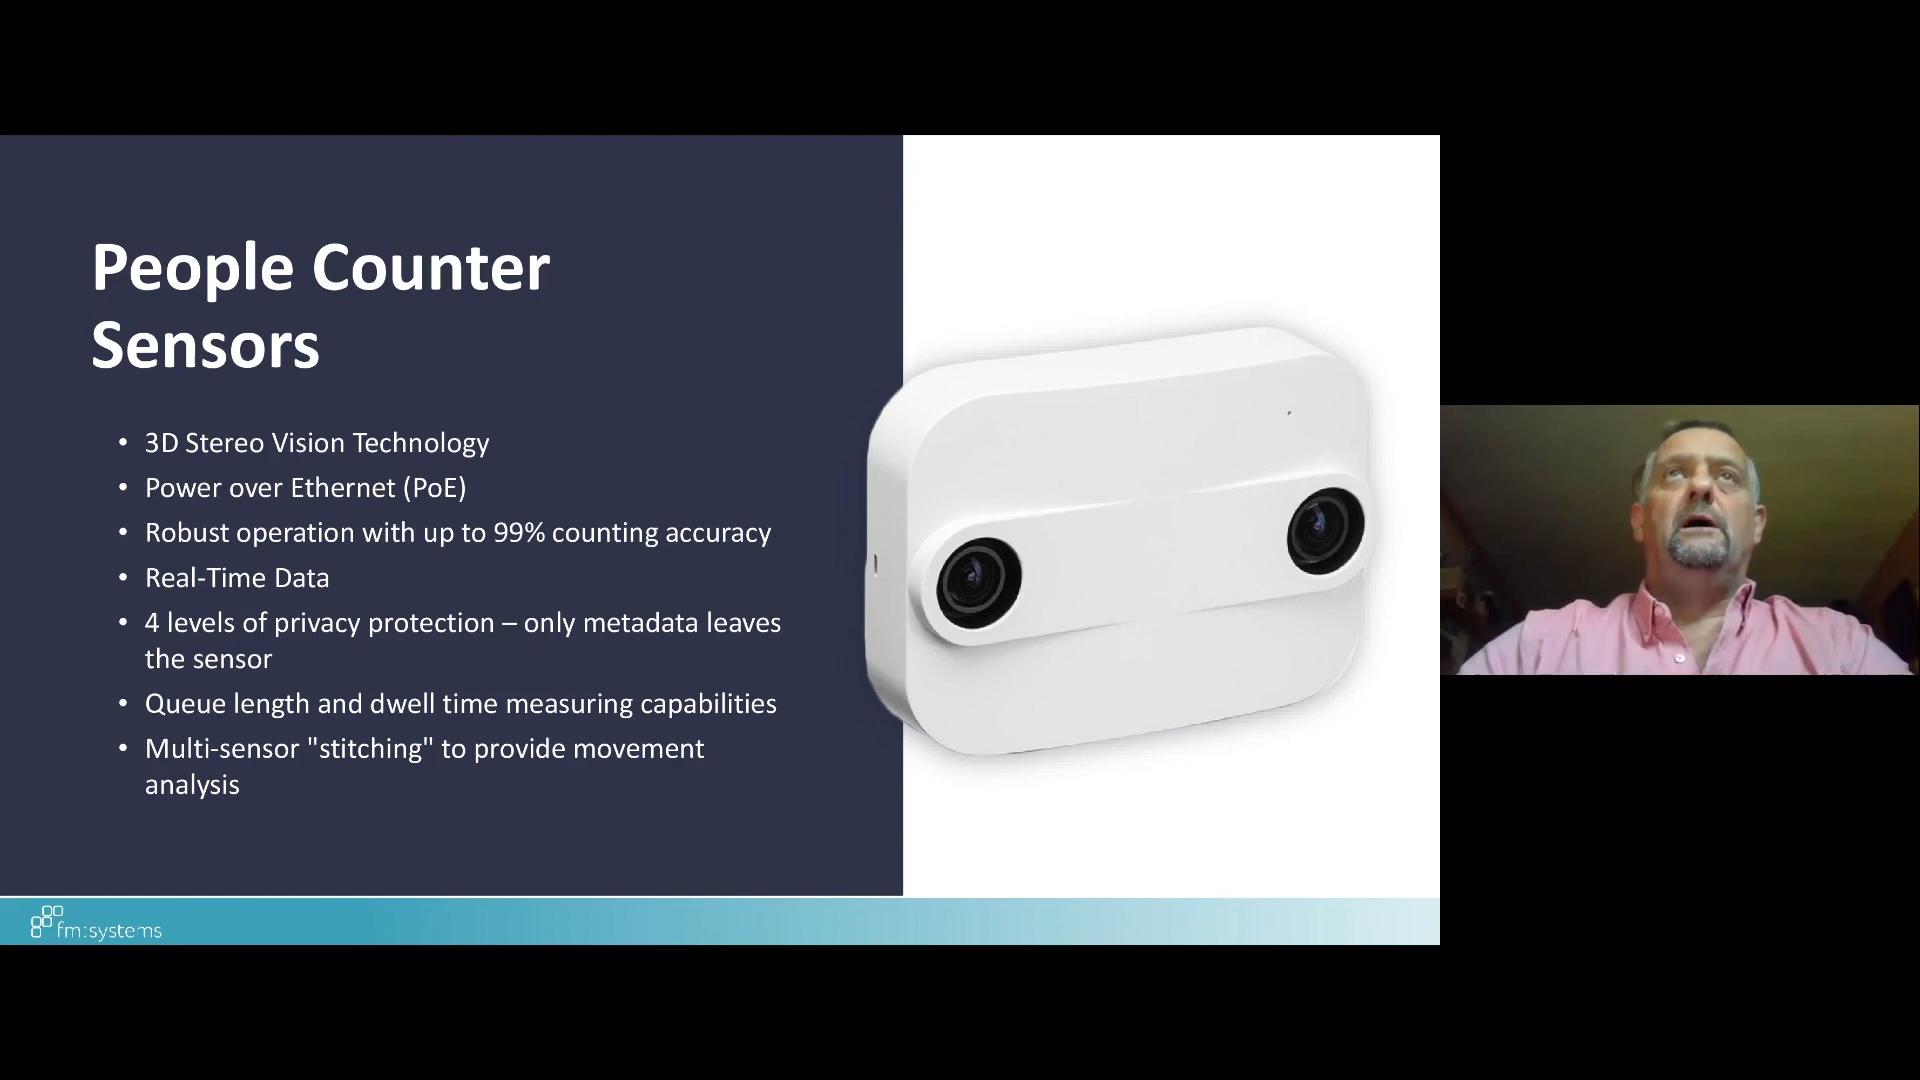 People Counter
Sensors
• 3D Stereo Vision Technology
• Power over Ethernet (PoE)
• Robust operation with up to 99% counting accuracy
• Real-Time Data
• 4 levels of privacy protection – only metadata leaves
the sensor
• Queue length and dwell time measuring capabilities
• Multi-sensor "stitching" to provide movement
analysis
fm:systems